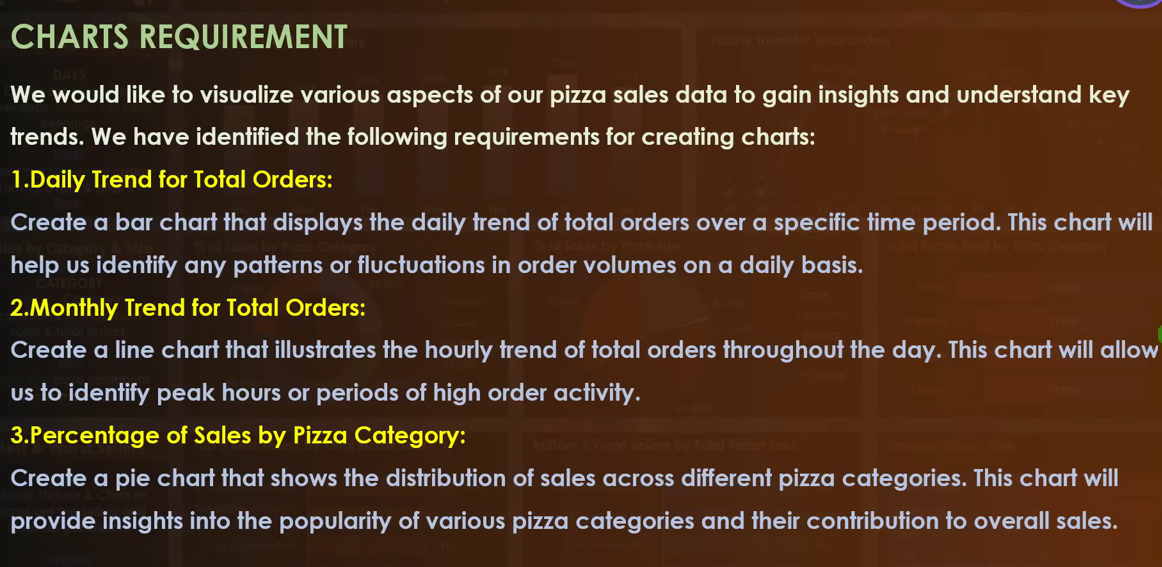 CHARTS REQUIREMENT
We would like to visualize various aspects of our pizza sales data to gain insights and understand key
trends. We have identified the following requirements for creating charts:
1.Daily Trend for Total Orders:
Create a bar chart that displays the daily trend of total orders over a specific time period. This chart will
help us identify any patterns or fluctuations in order volumes on a daily basis.
2.Monthly Trend for Total Orders:
Create a line chart that illustrates the hourly trend of total orders throughout the day. This chart will allow
us to identify peak hours or periods of high order activity.
3.Percentage of Sales by Pizza Category:
Create a pie chart that shows the distribution of sales across different pizza categories. This chart will
provide insights into the popularity of various pizza categories and their contribution to overall sales.